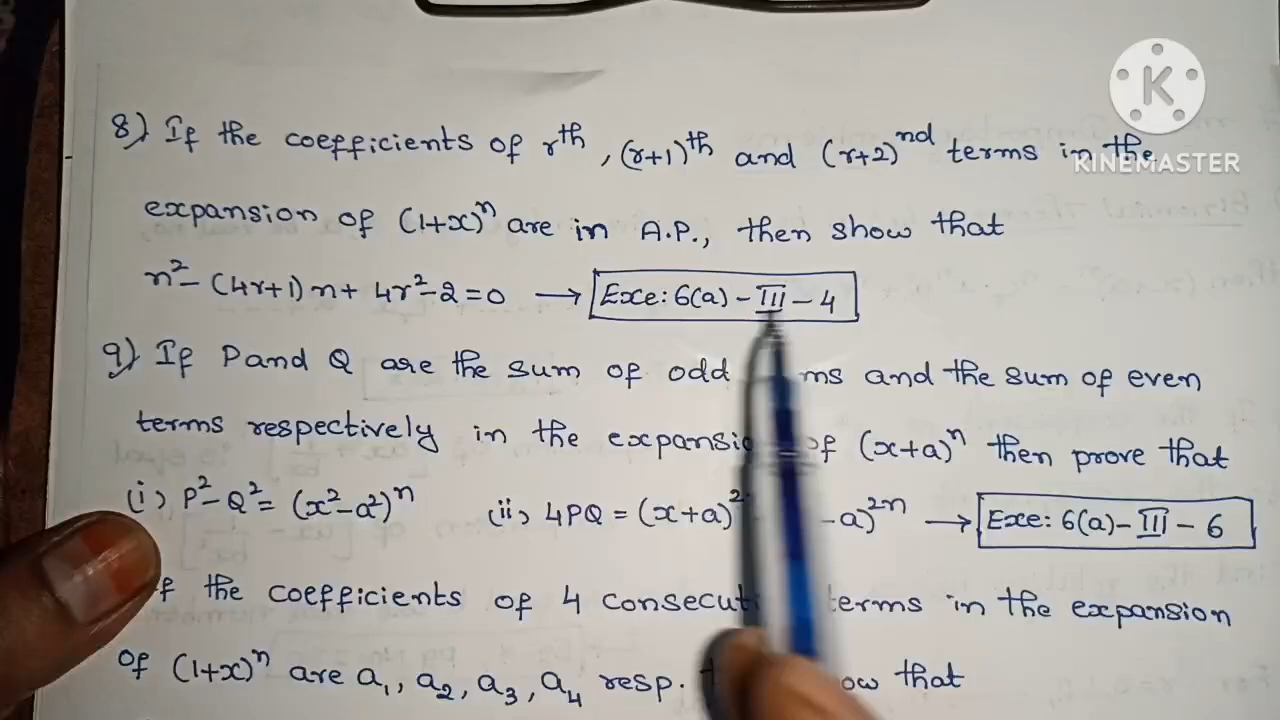 K
KINEMASTER
8) If the coefficients of rth, (r+1)th and (r+2)nd terms in the
expansion of (1+x)^n are in A.P., then show that
n²- (4r+1)n+ 4r²-2=0 → Exe: 6(a) - III - 4
9) If P and Q are the sum of odd ms and the sum of even
terms respectively in the expansi of (x+a)^n then prove that
(i) P²-Q²= (x²-a²)^n (ii) 4PQ = (x+a)^2 -a)^2n → Exe: 6(a)- III - 6
f the coefficients of 4 consecuti terms in the expansion
of (1+x)^n are a₁, a₂, a₃, a₄ resp. ow that